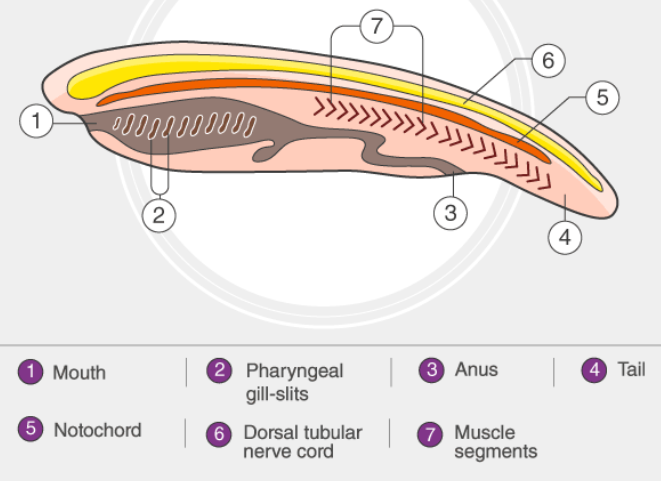 7
6
5
1
2
3
4
1 Mouth
2 Pharyngeal
gill-slits
3 Anus
4 Tail
5 Notochord
6 Dorsal tubular
nerve cord
7 Muscle
segments